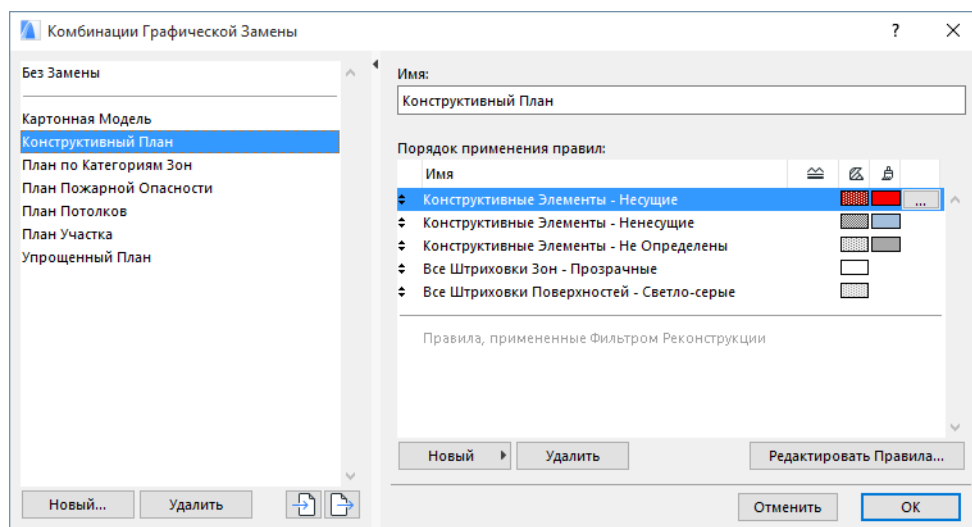 Комбинации Графической Замены
?
Без Замены
Картонная Модель
Конструктивный План
План по Категориям Зон
План Пожарной Опасности
План Потолков
План Участка
Упрощенный План
Новый...
Удалить
Имя:
Конструктивный План
Порядок применения правил:
Имя
Конструктивные Элементы - Несущие
...
Конструктивные Элементы - Ненесущие
Конструктивные Элементы - Не Определены
Все Штриховки Зон - Прозрачные
Все Штриховки Поверхностей - Светло-серые
Правила, примененные Фильтром Реконструкции
Новый
Удалить
Редактировать Правила...
Отменить
OK